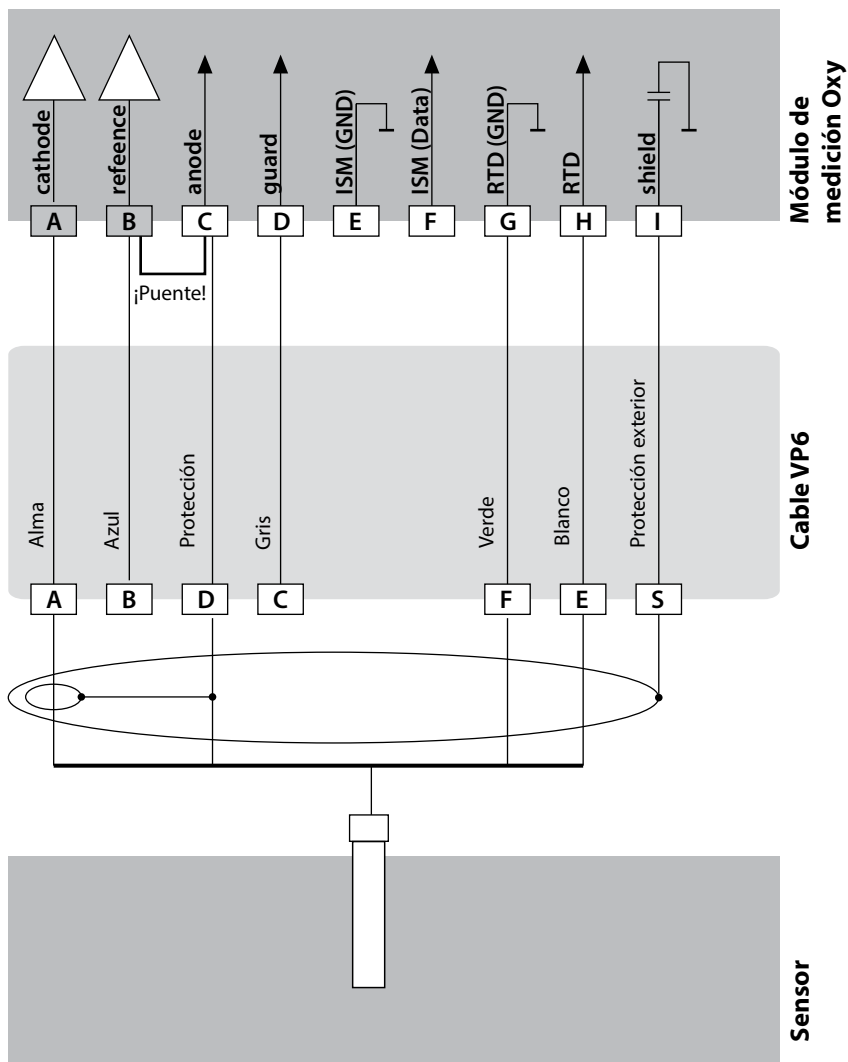 cathode
refeence
anode
guard
ISM (GND)
ISM (Data)
RTD (GND)
RTD
shield
Módulo de
medición Oxy
A
B
C
D
E
F
G
H
I
¡Puente!
Alma
Azul
Protección
Gris
Verde
Blanco
Protección exterior
Cable VP6
A
B
D
C
F
E
S
Sensor